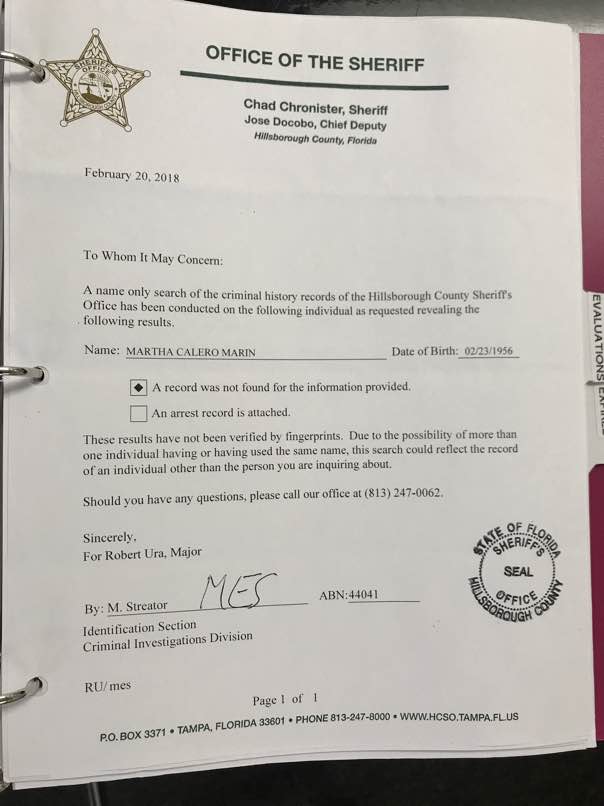 SHERIFF'S
OFFICE
OFFICE OF THE SHERIFF
Chad Chronister, Sheriff
Jose Docobo, Chief Deputy
Hillsborough County, Florida
February 20, 2018
To Whom It May Concern:
A name only search of the criminal history records of the Hillsborough County Sheriff's
Office has been conducted on the following individual as requested revealing the
following results.
Name: MARTHA CALERO MARIN Date of Birth: 02/23/1956
A record was not found for the information provided.
An arrest record is attached.
These results have not been verified by fingerprints. Due to the possibility of more than
one individual having or having used the same name, this search could reflect the record
of an individual other than the person you are inquiring about.
Should you have any questions, please call our office at (813) 247-0062.
Sincerely,
For Robert Ura, Major
By: M. Streator MES ABN:44041
Identification Section
Criminal Investigations Division
STATE OF FLORIDA
SHERIFF'S
SEAL
OFFICE
HILLSBOROUGH COUNTY
RU/mes
Page 1 of 1
P.O. BOX 3371 • TAMPA, FLORIDA 33601 • PHONE 813-247-8000 • WWW.HCSO.TAMPA.FL.US
EVALUATIONS